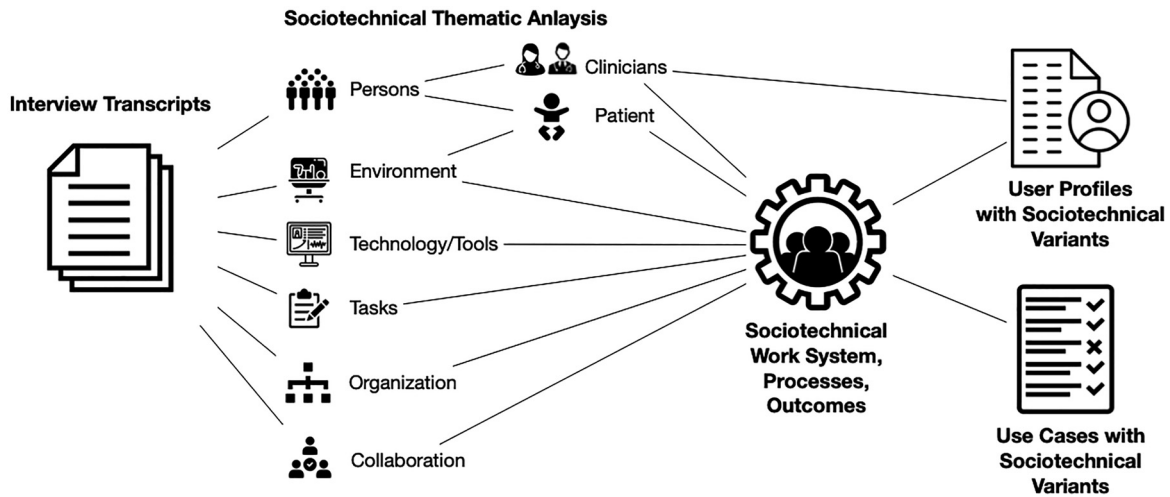 Sociotechnical Thematic Anlaysis
Interview Transcripts
Persons
Clinicians
Patient
Environment
Technology/Tools
Tasks
Organization
Collaboration
Sociotechnical
Work System,
Processes,
Outcomes
User Profiles
with Sociotechnical
Variants
Use Cases with
Sociotechnical
Variants